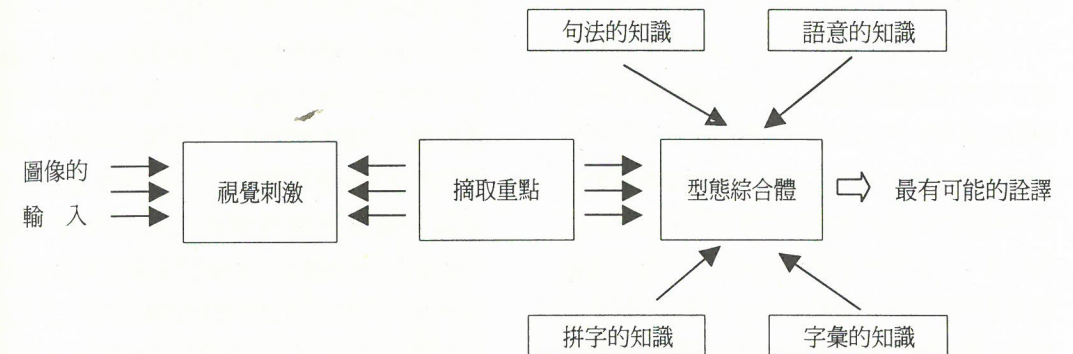 句法的知識
語意的知識
圖像的
輸 入
視覺刺激
摘取重點
型態綜合體
最有可能的詮譯
拼字的知識
字彙的知識